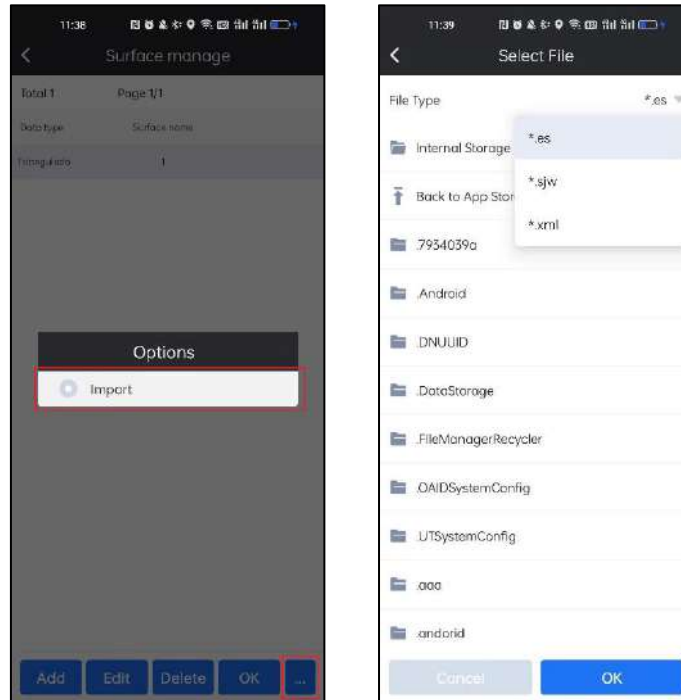 11:38
Surface manage
Total 1 Page 1/1
Data type Surface name
1
Options
Import
Add Edit Delete OK ...
11:39
Select File
File Type *.es
*.es
*.sjw
*.xml
Internal Storage
Back to App Stor
.7934039a
.Android
.DNUUID
.DataStorage
.FileManagerRecycler
.OAIDSystemConfig
.UTSystemConfig
.aaa
.andorid
Cancel OK